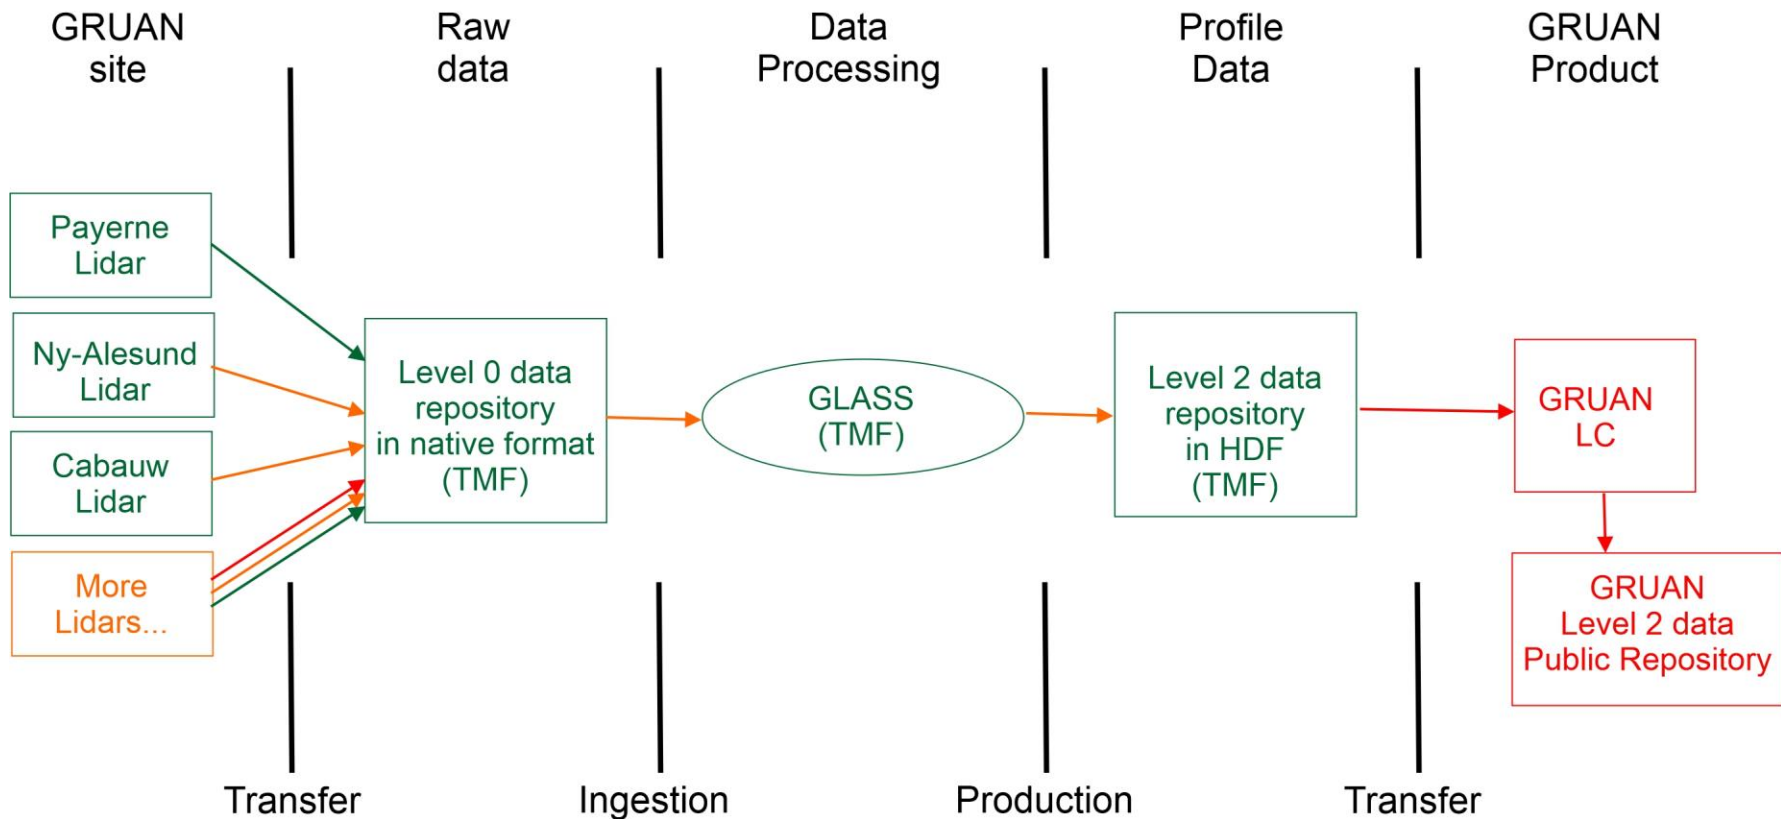 GRUAN
site
Raw
data
Data
Processing
Profile
Data
GRUAN
Product
Payerne
Lidar
Ny-Alesund
Lidar
Cabauw
Lidar
More
Lidars...
Level 0 data
repository
in native format
(TMF)
GLASS
(TMF)
Level 2 data
repository
in HDF
(TMF)
GRUAN
LC
GRUAN
Level 2 data
Public Repository
Transfer
Ingestion
Production
Transfer